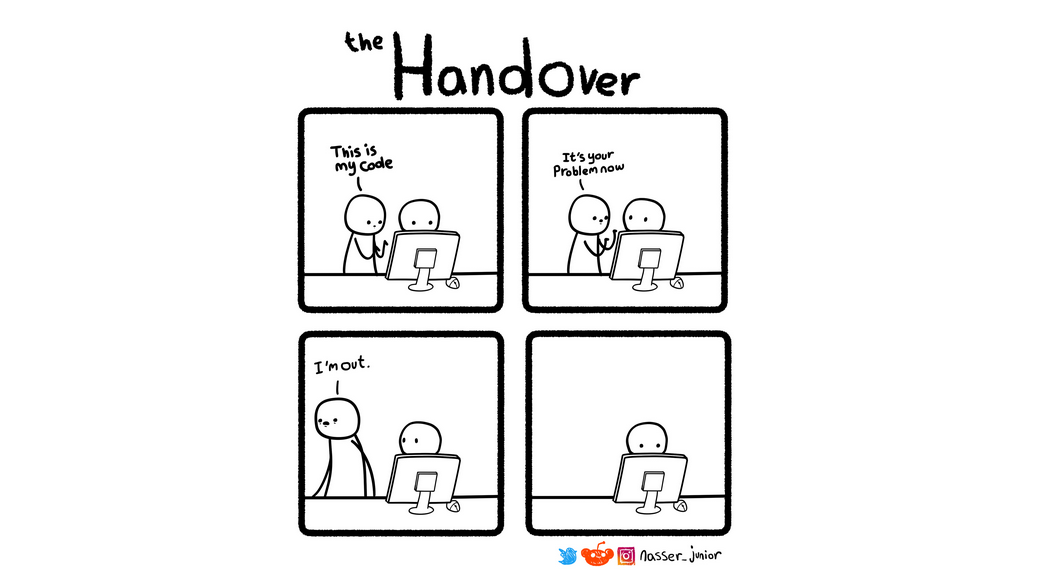 the
Handover
This is
my code
It's your
Problem now
I'm out.
nasser_junior